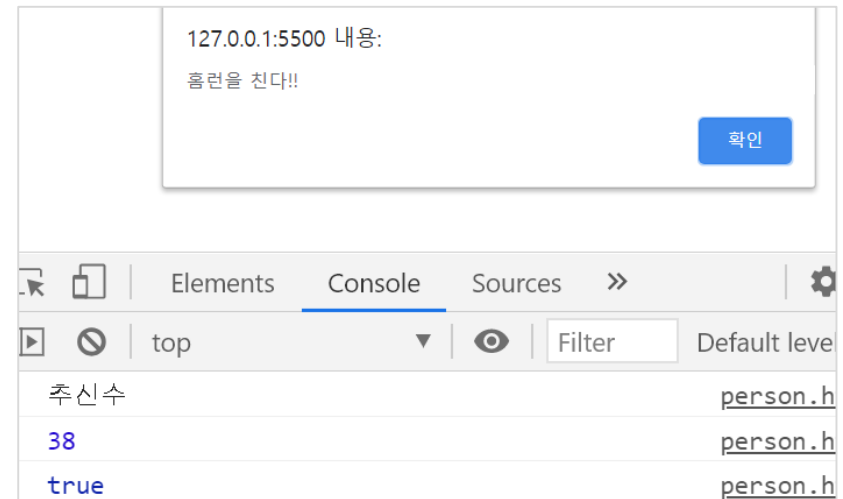 127.0.0.1:5500 내용:
홈런을 친다!!
확인
Elements Console Sources »
top ▼ Filter Default leve
추신수 person.h
38 person.h
true person.h